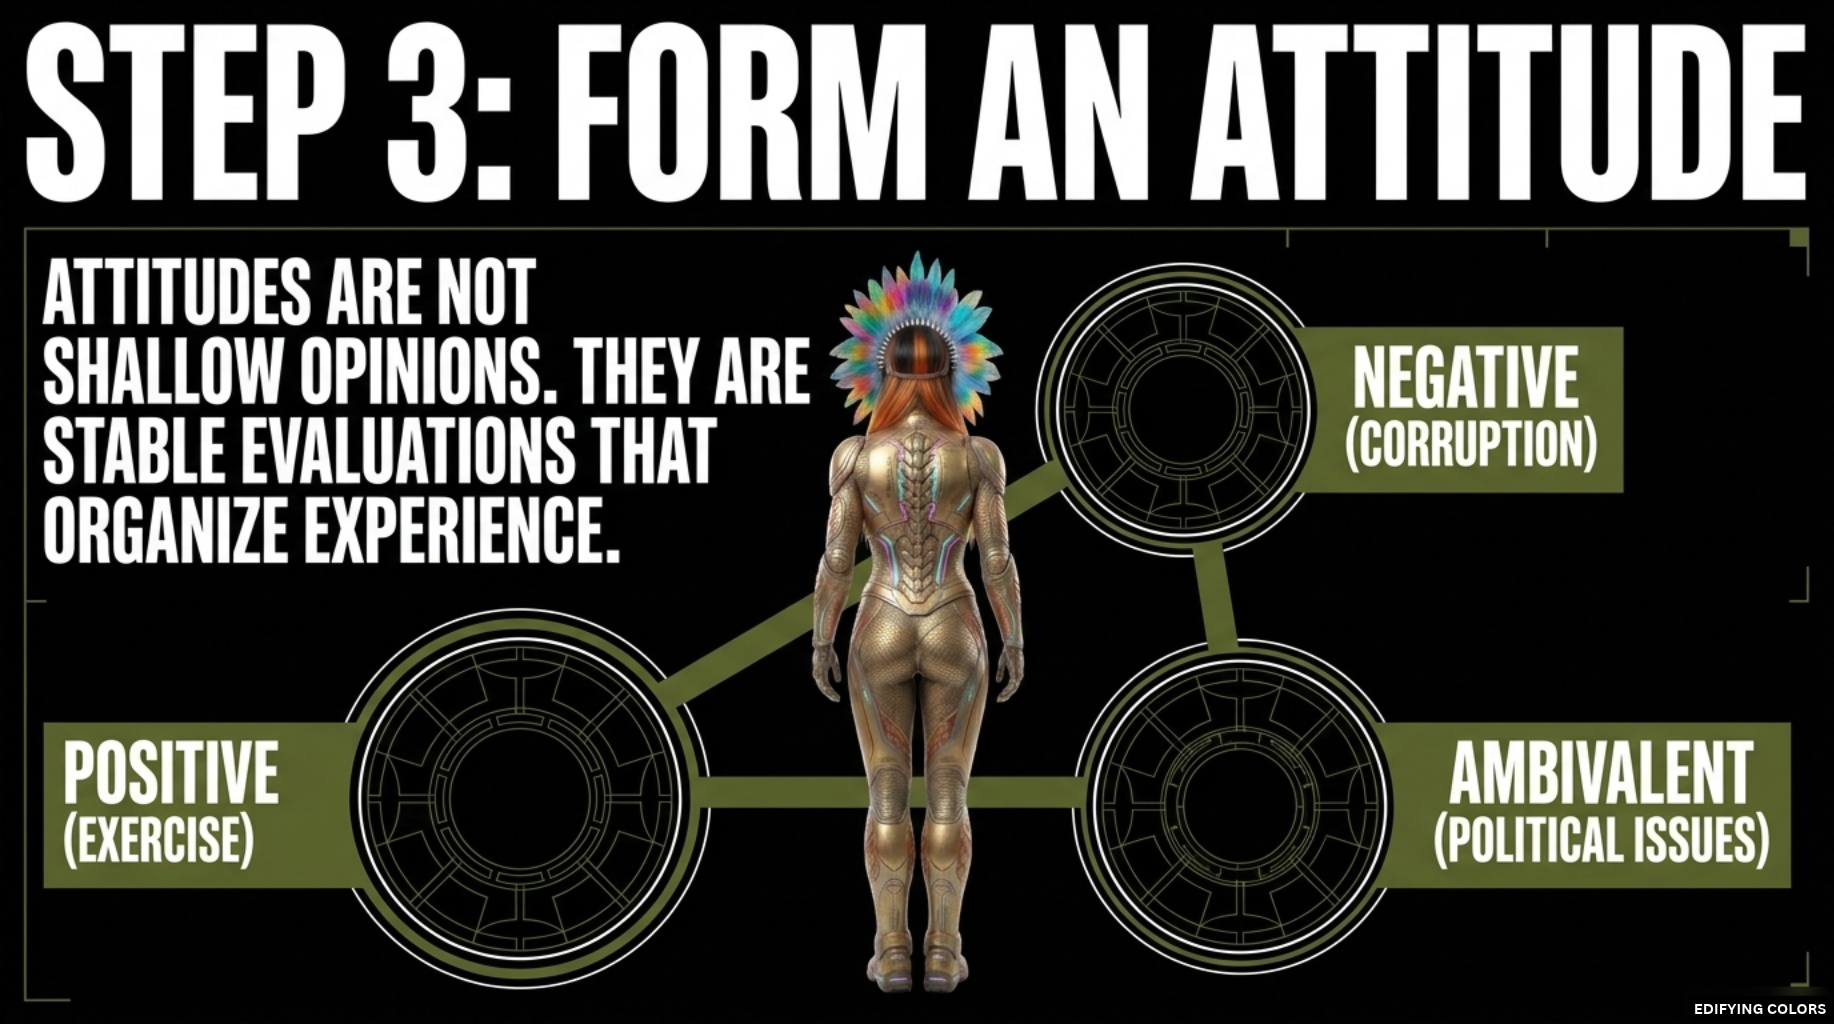 STEP 3: FORM AN ATTITUDE
ATTITUDES ARE NOT
SHALLOW OPINIONS. THEY ARE
STABLE EVALUATIONS THAT
ORGANIZE EXPERIENCE.
NEGATIVE
(CORRUPTION)
POSITIVE
(EXERCISE)
AMBIVALENT
(POLITICAL ISSUES)
EDIFYING COLORS